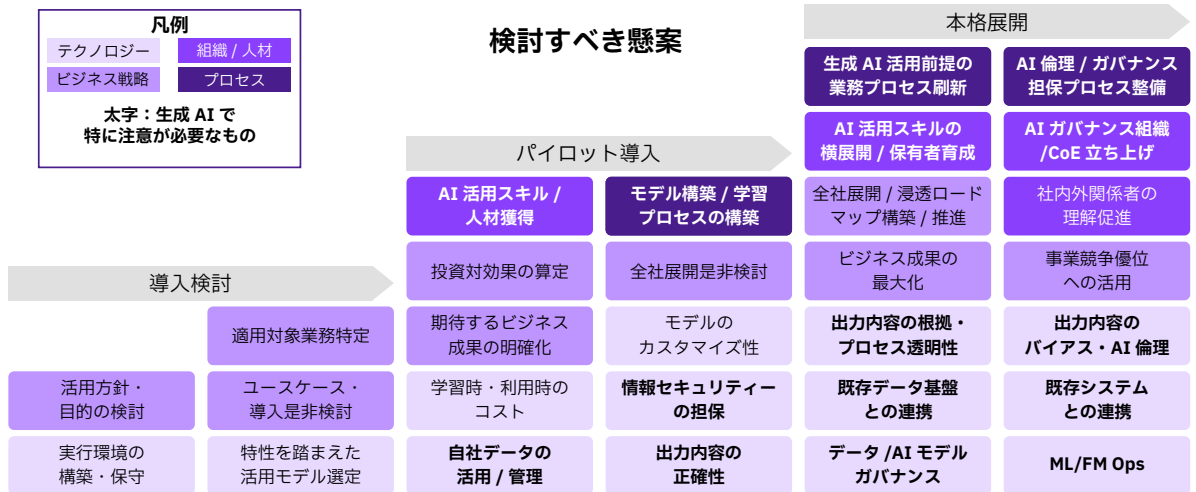 凡例
テクノロジー
組織 / 人材
ビジネス戦略
プロセス
太字：生成 AI で
特に注意が必要なもの
検討すべき懸案
導入検討
適用対象業務特定
活用方針・
目的の検討
ユースケース・
導入是非検討
実行環境の
構築・保守
特性を踏まえた
活用モデル選定
パイロット導入
AI 活用スキル /
人材獲得
モデル構築 / 学習
プロセスの構築
投資対効果の算定
全社展開是非検討
期待するビジネス
成果の明確化
モデルの
カスタマイズ性
学習時・利用時の
コスト
情報セキュリティー
の担保
自社データの
活用 / 管理
出力内容の
正確性
本格展開
生成 AI 活用前提の
業務プロセス刷新
AI 倫理 / ガバナンス
担保プロセス整備
AI 活用スキルの
横展開 / 保有者育成
AI ガバナンス組織
/CoE 立ち上げ
全社展開 / 浸透ロード
マップ構築 / 推進
社内外関係者の
理解促進
ビジネス成果の
最大化
事業競争優位
への活用
出力内容の根拠・
プロセス透明性
出力内容の
バイアス・AI 倫理
既存データ基盤
との連携
既存システム
との連携
データ /AI モデル
ガバナンス
ML/FM Ops